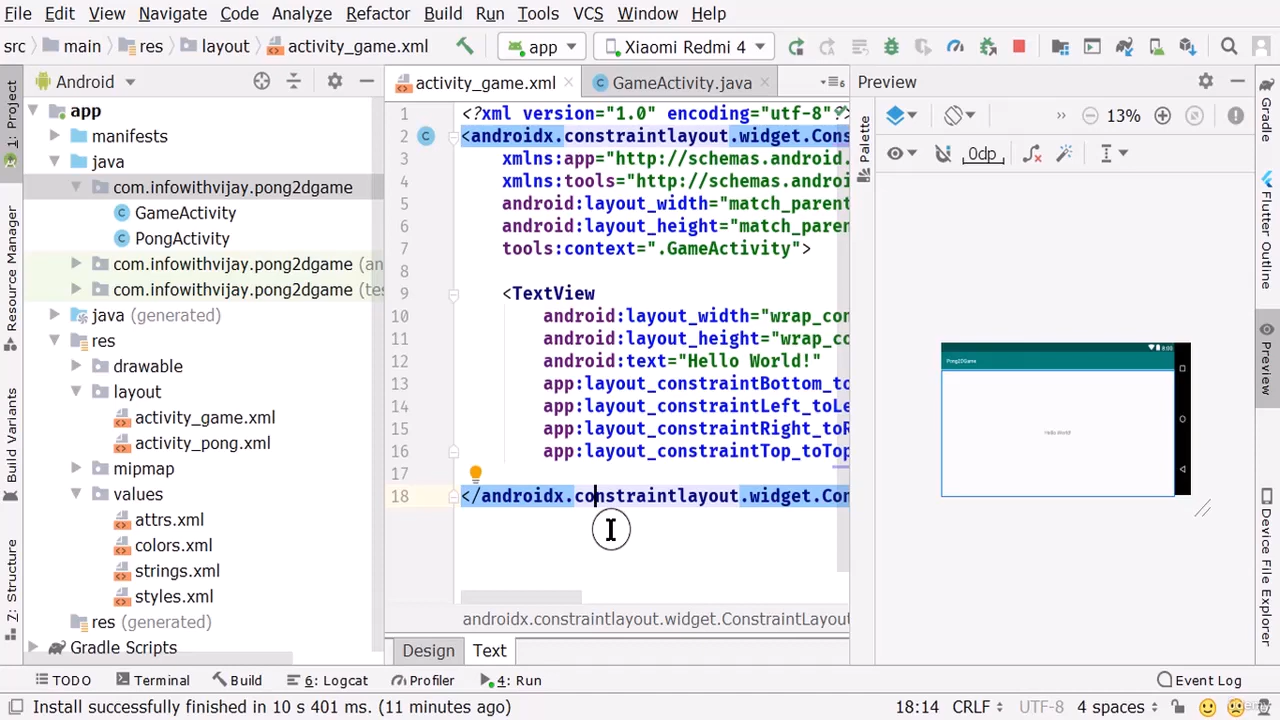 File Edit View Navigate Code Analyze Refactor Build Run Tools VCS Window Help
src main res layout activity_game.xml app Xiaomi Redmi 4
1: Project
Resource Manager
Build Variants
Z: Structure
Android
app
manifests
java
com.infowithvijay.pong2dgame
GameActivity
PongActivity
com.infowithvijay.pong2dgame (an
com.infowithvijay.pong2dgame (te
java (generated)
res
drawable
layout
activity_game.xml
activity_pong.xml
mipmap
values
attrs.xml
colors.xml
strings.xml
styles.xml
res (generated)
Gradle Scripts
activity_game.xml GameActivity.java
1 <?xml version="1.0" encoding="utf-8"?>
2 <androidx.constraintlayout.widget.Cons
3 xmlns:app="http://schemas.android.
4 xmlns:tools="http://schemas.androi
5 android:layout_width="match_parent
6 android:layout_height="match_paren
7 tools:context=".GameActivity">
8
9 <TextView
10 android:layout_width="wrap_con
11 android:layout_height="wrap_co
12 android:text="Hello World!"
13 app:layout_constraintBottom_to
14 app:layout_constraintLeft_toLe
15 app:layout_constraintRight_toR
16 app:layout_constraintTop_toTop
17
18 </androidx.constraintlayout.widget.Con
androidx.constraintlayout.widget.ConstraintLayout
Design Text
Preview
Palette
13%
0dp
8:00
Pong2DGame
Hello World!
Gradle
Flutter Outline
Preview
Device File Explorer
TODO Terminal Build 6: Logcat Profiler 4: Run Event Log
Install successfully finished in 10 s 401 ms. (11 minutes ago) 18:14 CRLF UTF-8 4 spaces